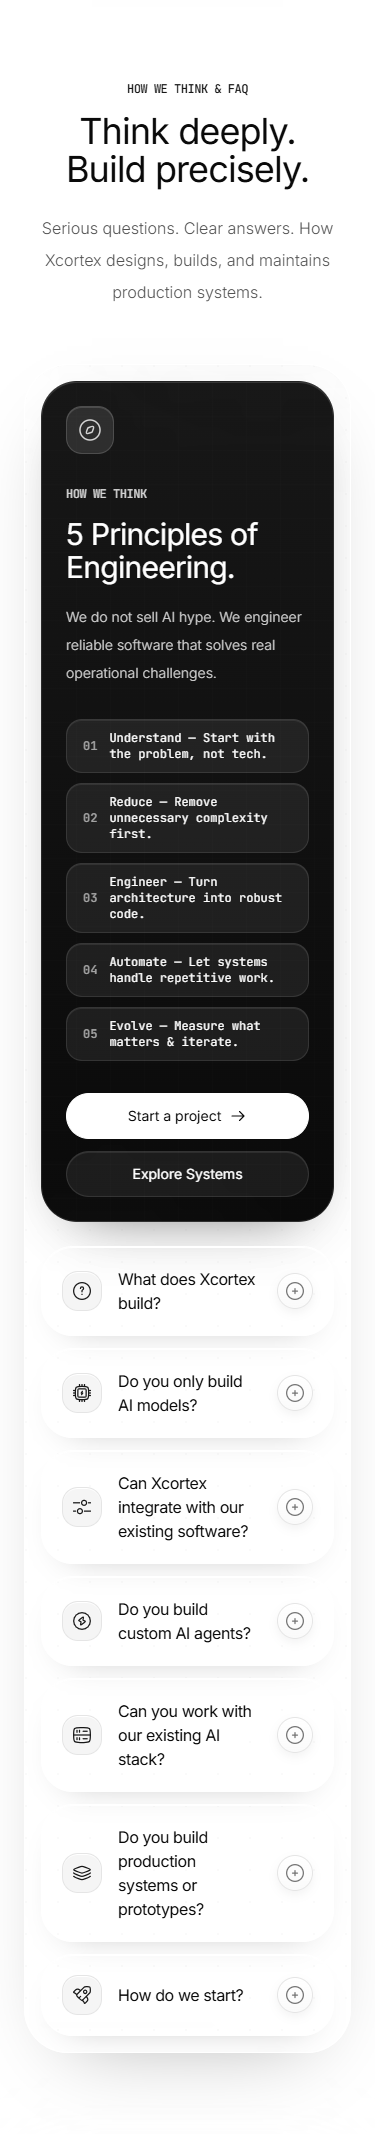 HOW WE THINK & FAQ
Think deeply.
Build precisely.
Serious questions. Clear answers. How
Xcortex designs, builds, and maintains
production systems.
HOW WE THINK
5 Principles of
Engineering.
We do not sell AI hype. We engineer
reliable software that solves real
operational challenges.
01 Understand — Start with
the problem, not tech.
02 Reduce — Remove
unnecessary complexity
first.
03 Engineer — Turn
architecture into robust
code.
04 Automate — Let systems
handle repetitive work.
05 Evolve — Measure what
matters & iterate.
Start a project →
Explore Systems
What does Xcortex
build?
Do you only build
AI models?
Can Xcortex
integrate with our
existing software?
Do you build
custom AI agents?
Can you work with
our existing AI
stack?
Do you build
production
systems or
prototypes?
How do we start?